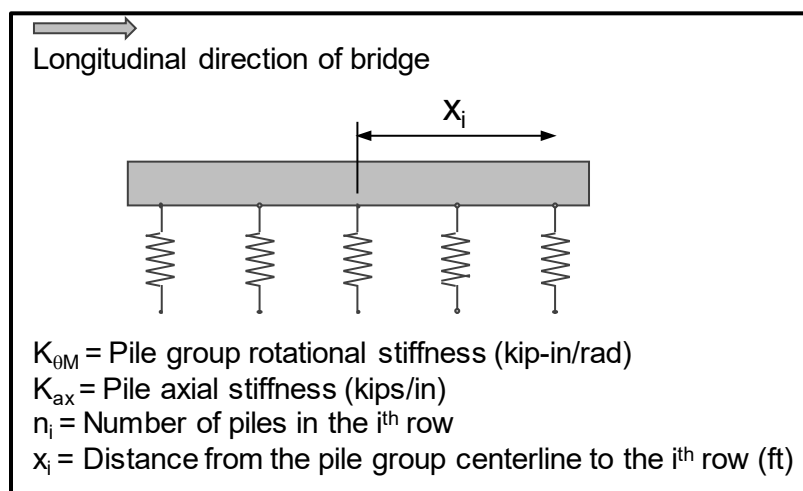 Longitudinal direction of bridge
xᵢ
KθM = Pile group rotational stiffness (kip-in/rad)
Kax = Pile axial stiffness (kips/in)
nᵢ = Number of piles in the iᵗʰ row
xᵢ = Distance from the pile group centerline to the iᵗʰ row (ft)